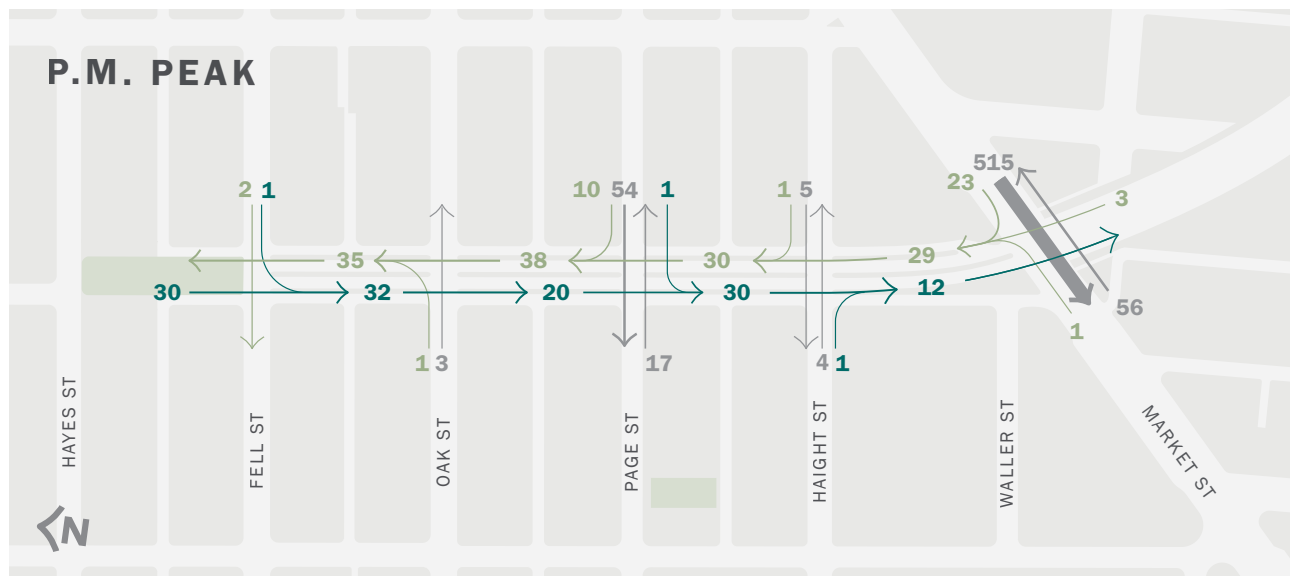 P.M. PEAK
515
23
3
2 1
10 54 1
1 5
35
38
30
29
30
32
20
30
12
56
1
1 3
17
4 1
HAYES ST
FELL ST
OAK ST
PAGE ST
HAIGHT ST
WALLER ST
MARKET ST
N